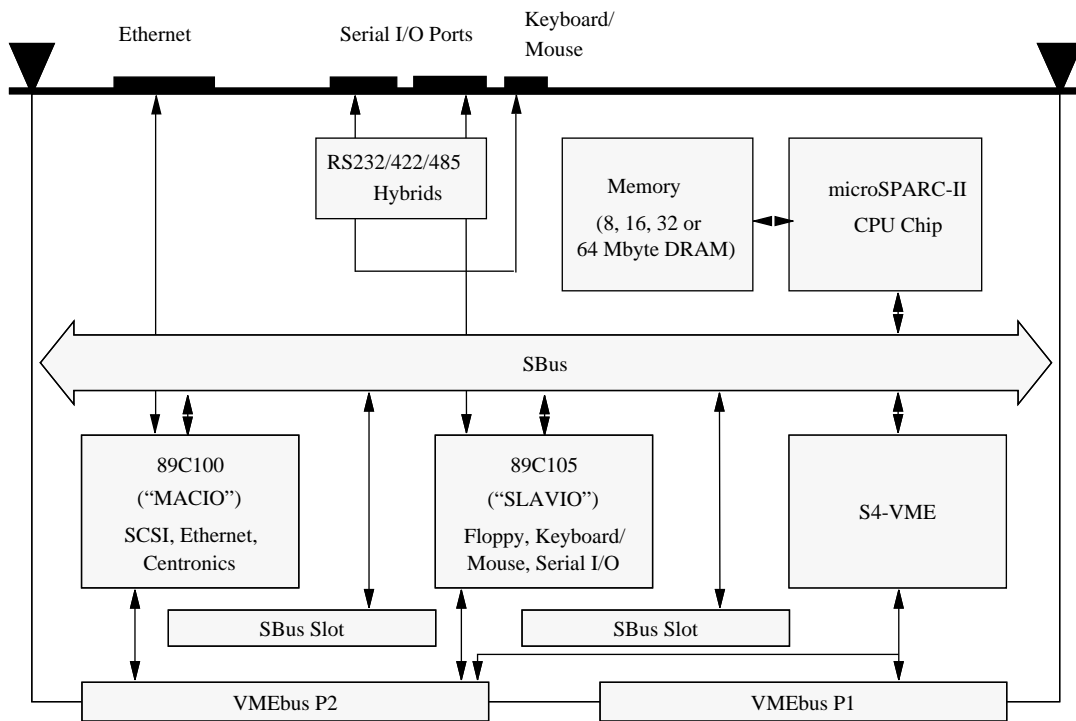 Ethernet
Serial I/O Ports
Keyboard/
Mouse
RS232/422/485
Hybrids
Memory
(8, 16, 32 or
64 Mbyte DRAM)
microSPARC-II
CPU Chip
SBus
89C100
(“MACIO”)
SCSI, Ethernet,
Centronics
89C105
(“SLAVIO”)
Floppy, Keyboard/
Mouse, Serial I/O
S4-VME
SBus Slot
SBus Slot
VMEbus P2
VMEbus P1